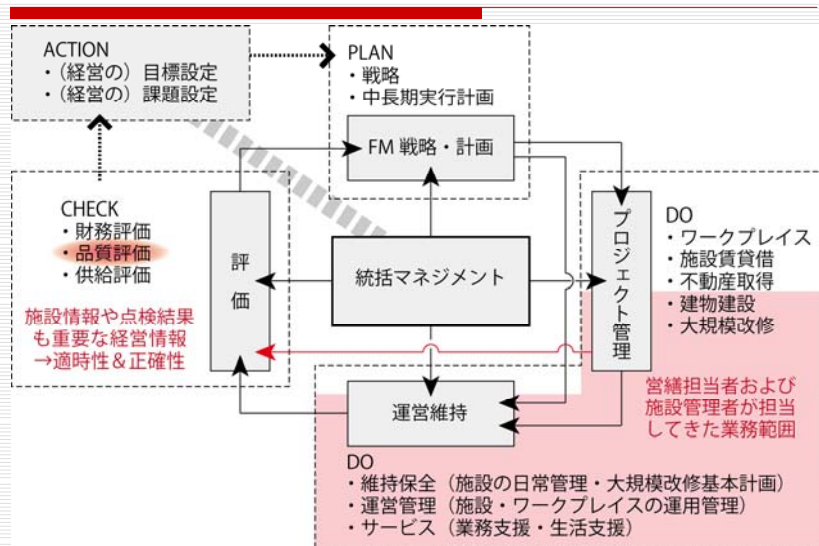 ACTION
・(経営の)目標設定
・(経営の)課題設定
PLAN
・戦略
・中長期実行計画
FM 戦略・計画
CHECK
・財務評価
・品質評価
・供給評価
施設情報や点検結果
も重要な経営情報
→適時性＆正確性
評価
統括マネジメント
プロジェクト管理
DO
・ワークプレイス
・施設賃貸借
・不動産取得
・建物建設
・大規模改修
営繕担当者および
施設管理者が担当
してきた業務範囲
運営維持
DO
・維持保全（施設の日常管理・大規模改修基本計画）
・運営管理（施設・ワークプレイスの運用管理）
・サービス（業務支援・生活支援）